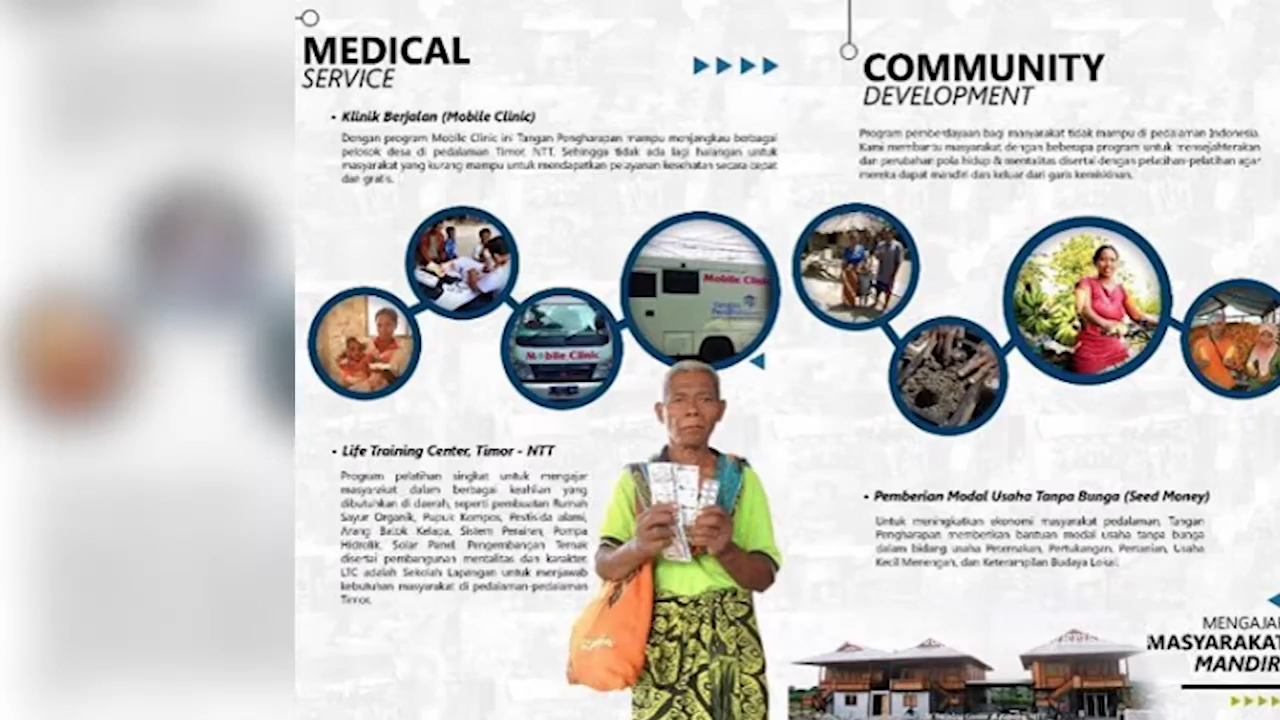 MEDICAL
SERVICE
• Klinik Berjalan (Mobile Clinic)
Dengan program Mobile Clinic ini Tangan Pengharapan mampu menjangkau berbagai
pelosok desa di pedalaman Timor, NTT. Sehingga tidak ada lagi halangan untuk
masyarakat yang kurang mampu untuk mendapatkan pelayanan kesehatan secara cepat
dan gratis.
Mobile Clinic
Mobile Clinic
• Life Training Center, Timor - NTT
Program pelatihan singkat untuk mengajar
masyarakat dalam berbagai keahlian yang
dibutuhkan di daerah, seperti pembuatan Rumah
Sayur Organik, Pupuk Kompos, Pestisida alami,
Arang Batok Kelapa, Sistem Perairan, Pompa
Hidrolik, Solar Panel, Pengembangan Ternak
disertai pembangunan mentalitas dan karakter.
LTC adalah Sekolah Lapangan untuk menjawab
kebutuhan masyarakat di pedalaman-pedalaman
Timor.
COMMUNITY
DEVELOPMENT
Program pemberdayaan bagi masyarakat tidak mampu di pedalaman Indonesia.
Kami membantu masyarakat dengan beberapa program untuk mensejahterakan
dan perubahan pola hidup & mentalitas disertai dengan pelatihan-pelatihan agar
mereka dapat mandiri dan keluar dari garis kemiskinan.
• Pemberian Modal Usaha Tanpa Bunga (Seed Money)
Untuk meningkatkan ekonomi masyarakat pedalaman, Tangan
Pengharapan memberikan bantuan modal usaha tanpa bunga
dalam bidang usaha Peternakan, Pertukangan, Pertanian, Usaha
Kecil Menengah, dan Keterampilan Budaya Lokal.
MENGAJAR
MASYARAKAT
MANDIR